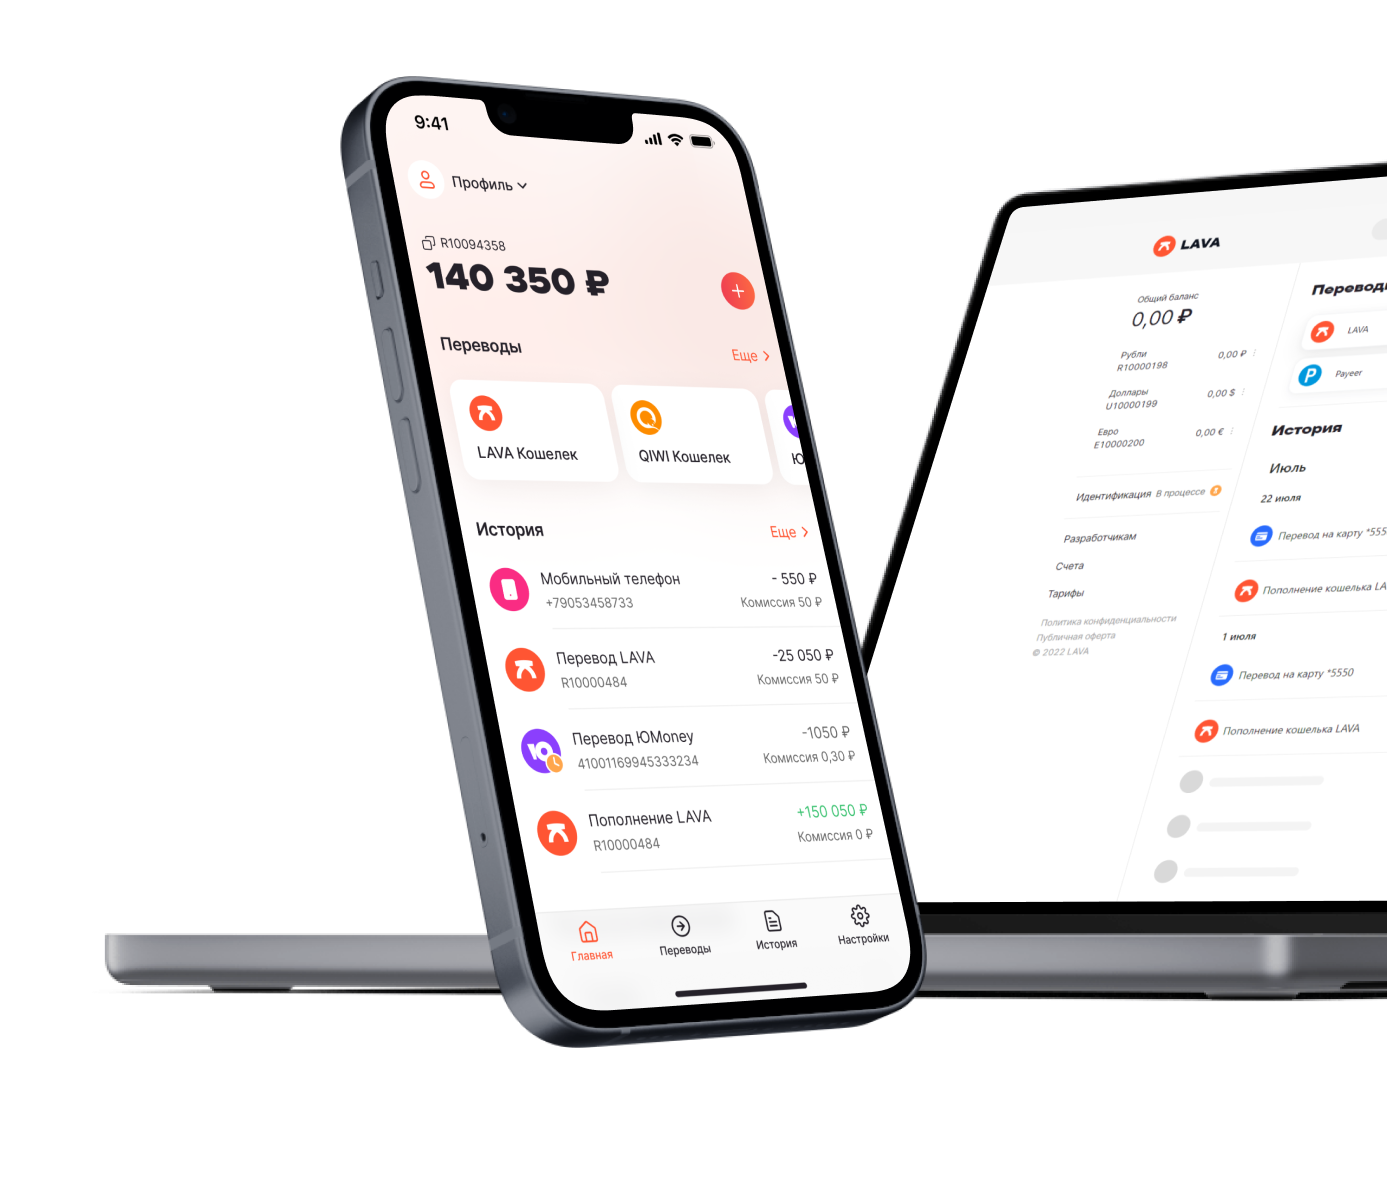 9:41
Профиль
R10094358
140 350 ₽
Переводы
Еще
LAVA Кошелек
QIWI Кошелек
Ю
История
Еще
Мобильный телефон
- 550 ₽
+79053458733
Комиссия 50 ₽
Перевод LAVA
-25 050 ₽
R10000484
Комиссия 50 ₽
Перевод ЮMoney
-1050 ₽
41001169945333234
Комиссия 0,30 ₽
Пополнение LAVA
+150 050 ₽
R10000484
Комиссия 0 ₽
Главная
Переводы
История
Настройки
LAVA
Общий баланс
0,00 ₽
Рубли
R10000198
0,00 ₽
Доллары
U10000199
0,00 $
Евро
E10000200
0,00 €
Идентификация В процессе
Разработчикам
Счета
Тарифы
Политика конфиденциальности
Публичная оферта
© 2022 LAVA
Переводы
LAVA
Payeer
История
Июль
22 июля
Перевод на карту *555
Пополнение кошелька LA
1 июля
Перевод на карту *5550
Пополнение кошелька LAVA